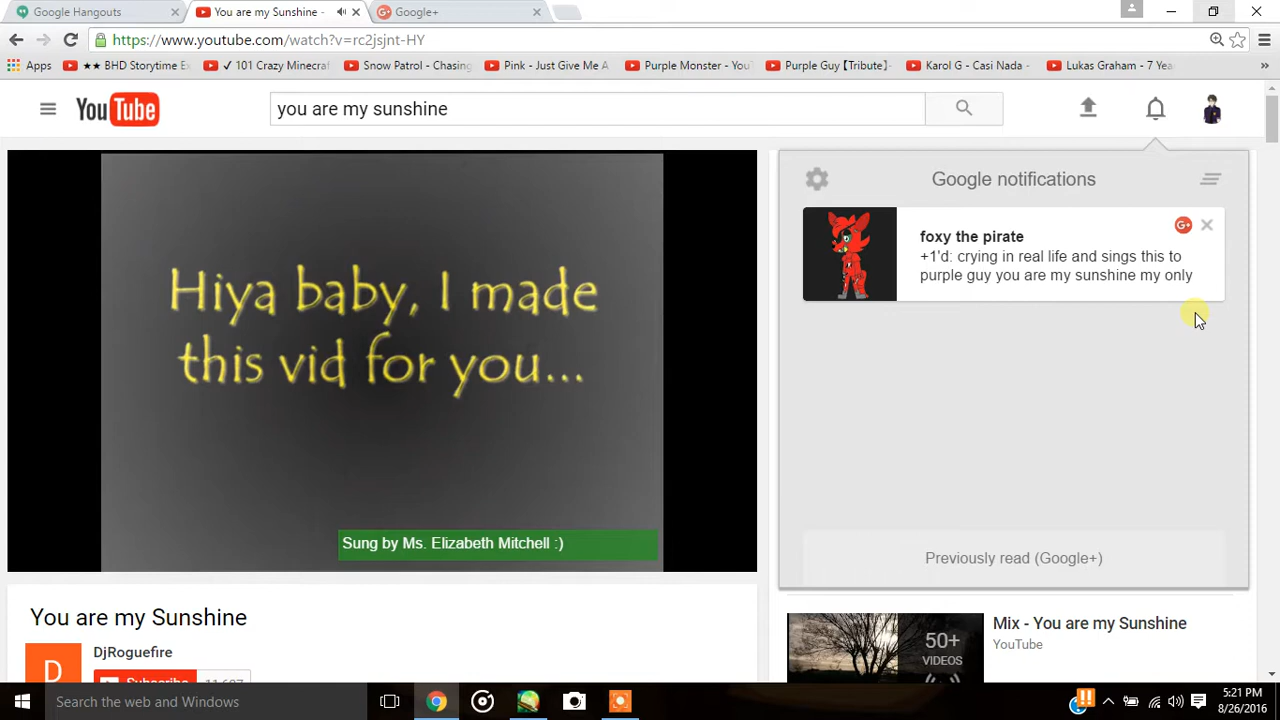 Google Hangouts
You are my Sunshine -
Google+
https://www.youtube.com/watch?v=rc2jsjnt-HY
Apps
★★ BHD Storytime Ex
✓ 101 Crazy Minecraf
Snow Patrol - Chasing
Pink - Just Give Me A
Purple Monster - You
Purple Guy【Tribute】-
Karol G - Casi Nada -
Lukas Graham - 7 Yea
YouTube
you are my sunshine
Hiya baby, I made
this vid for you...
Sung by Ms. Elizabeth Mitchell :)
Google notifications
foxy the pirate
+1'd: crying in real life and sings this to
purple guy you are my sunshine my only
Previously read (Google+)
You are my Sunshine
D
DjRoguefire
Subscribe
50+
VIDEOS
Mix - You are my Sunshine
YouTube
Search the web and Windows
5:21 PM
8/26/2016